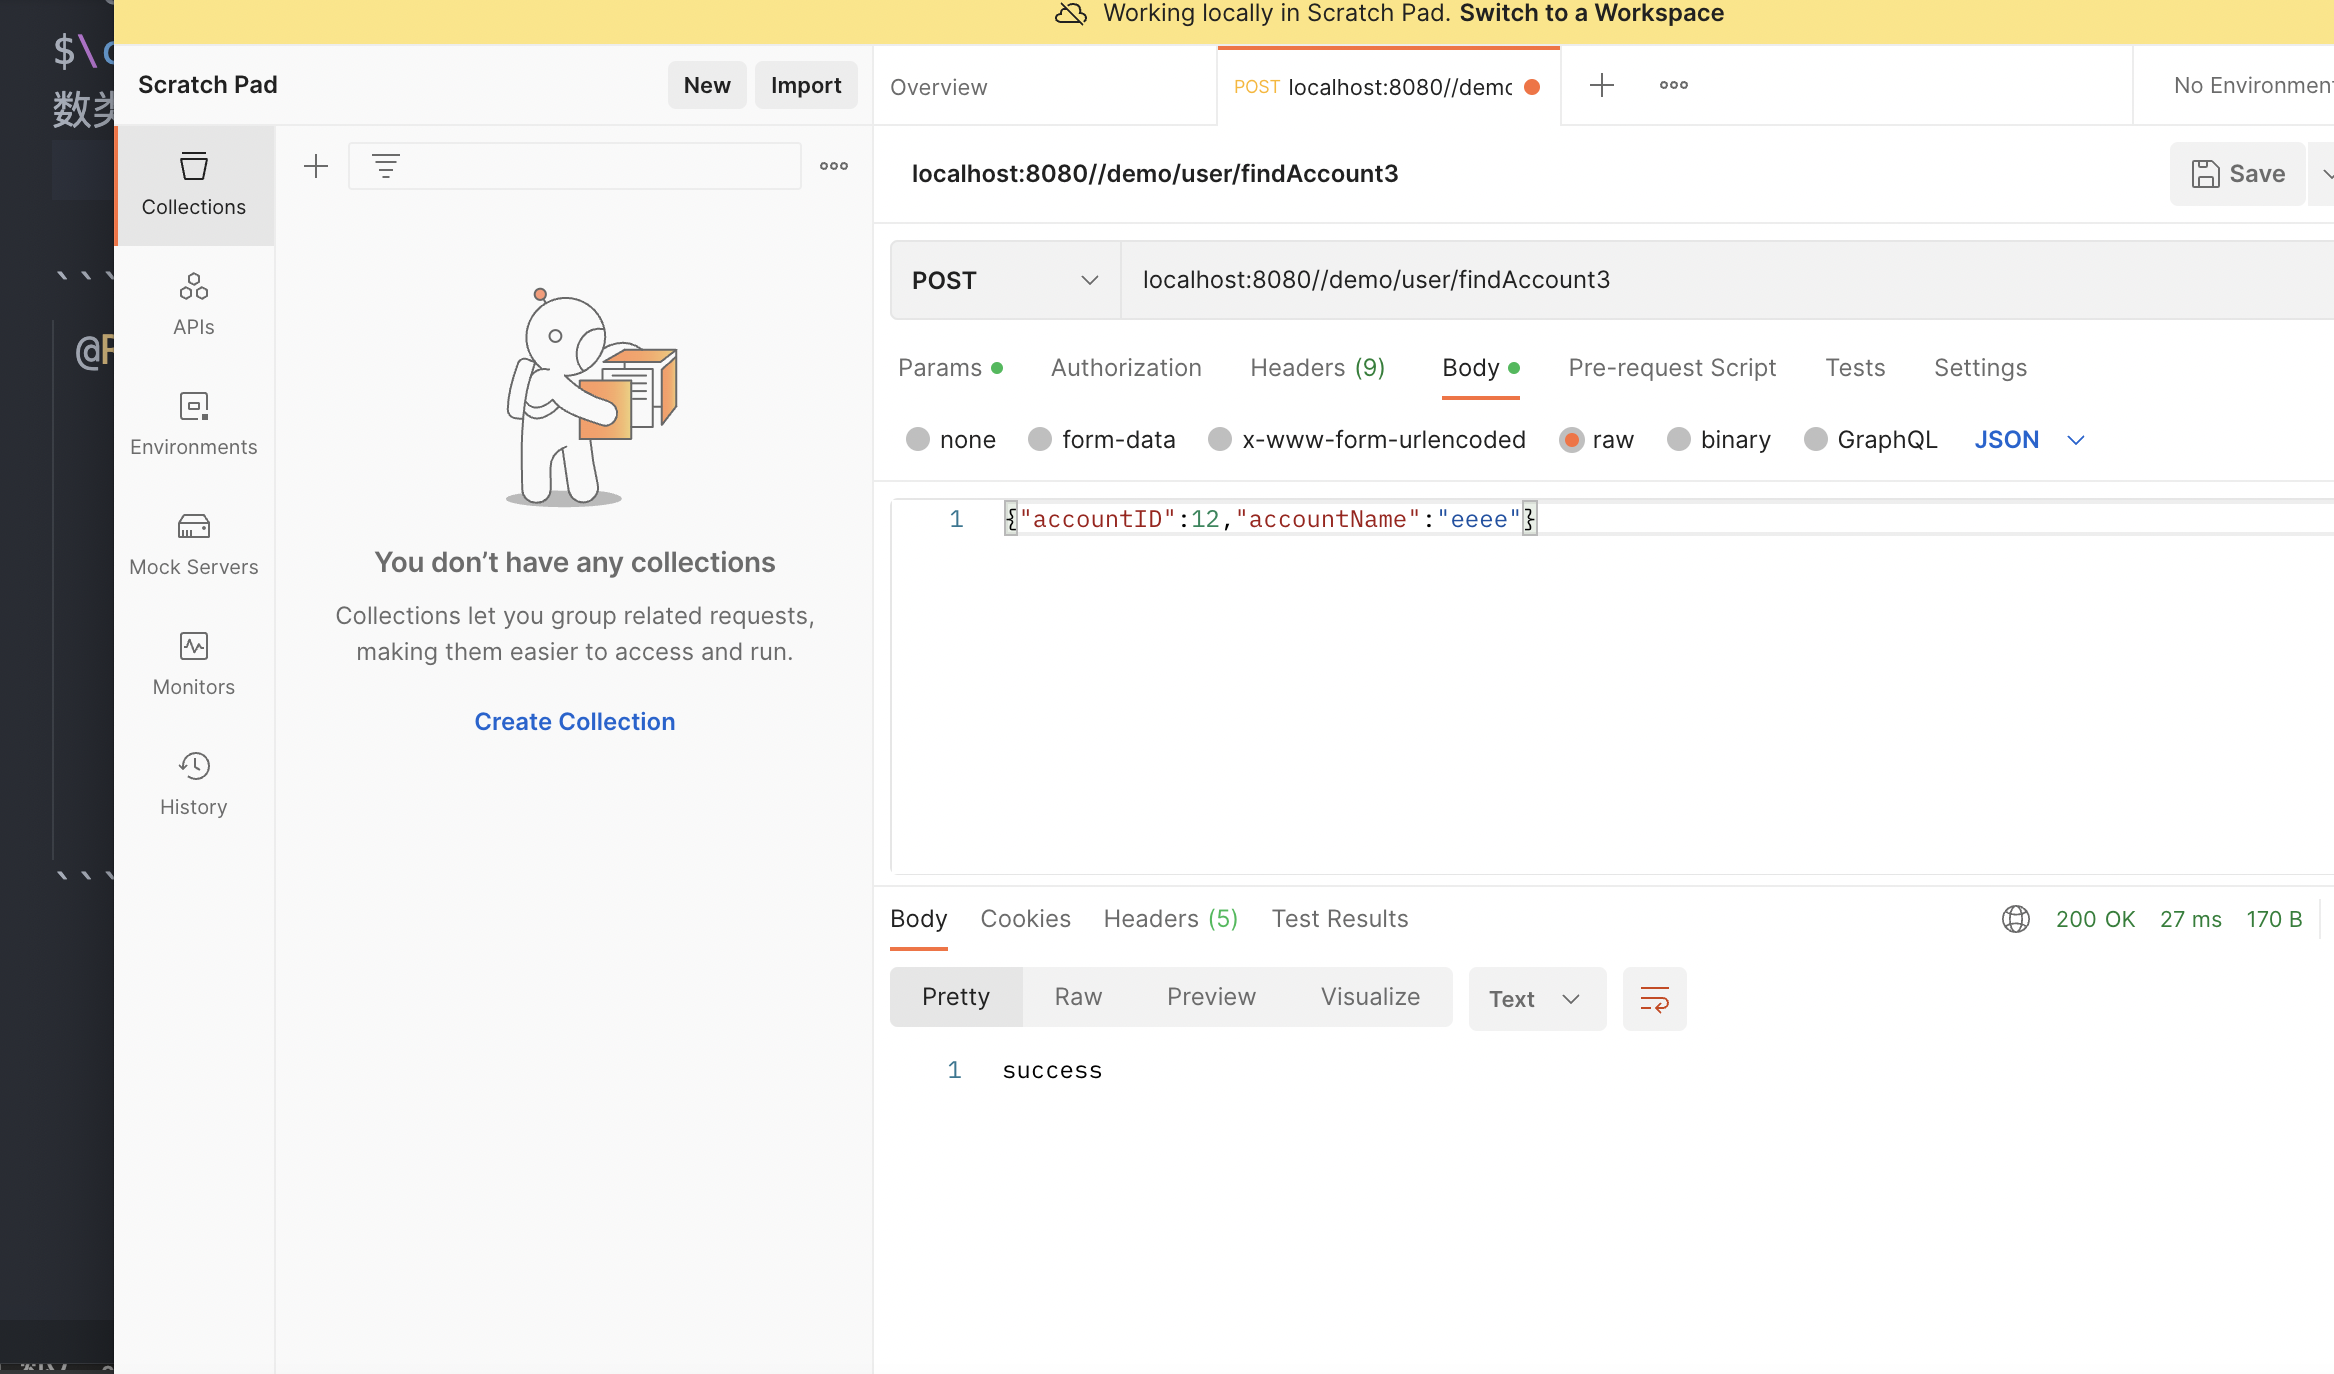 Working locally in Scratch Pad. Switch to a Workspace
Scratch Pad
New
Import
Overview
POST localhost:8080//demo
No Environment
Collections
APIs
Environments
Mock Servers
Monitors
History
You don’t have any collections
Collections let you group related requests,
making them easier to access and run.
Create Collection
localhost:8080//demo/user/findAccount3
Save
POST
localhost:8080//demo/user/findAccount3
Params
Authorization
Headers (9)
Body
Pre-request Script
Tests
Settings
none
form-data
x-www-form-urlencoded
raw
binary
GraphQL
JSON
1 {"accountID":12,"accountName":"eeee"}
Body
Cookies
Headers (5)
Test Results
200 OK
27 ms
170 B
Pretty
Raw
Preview
Visualize
Text
1 success
$\
数
```
@R
```